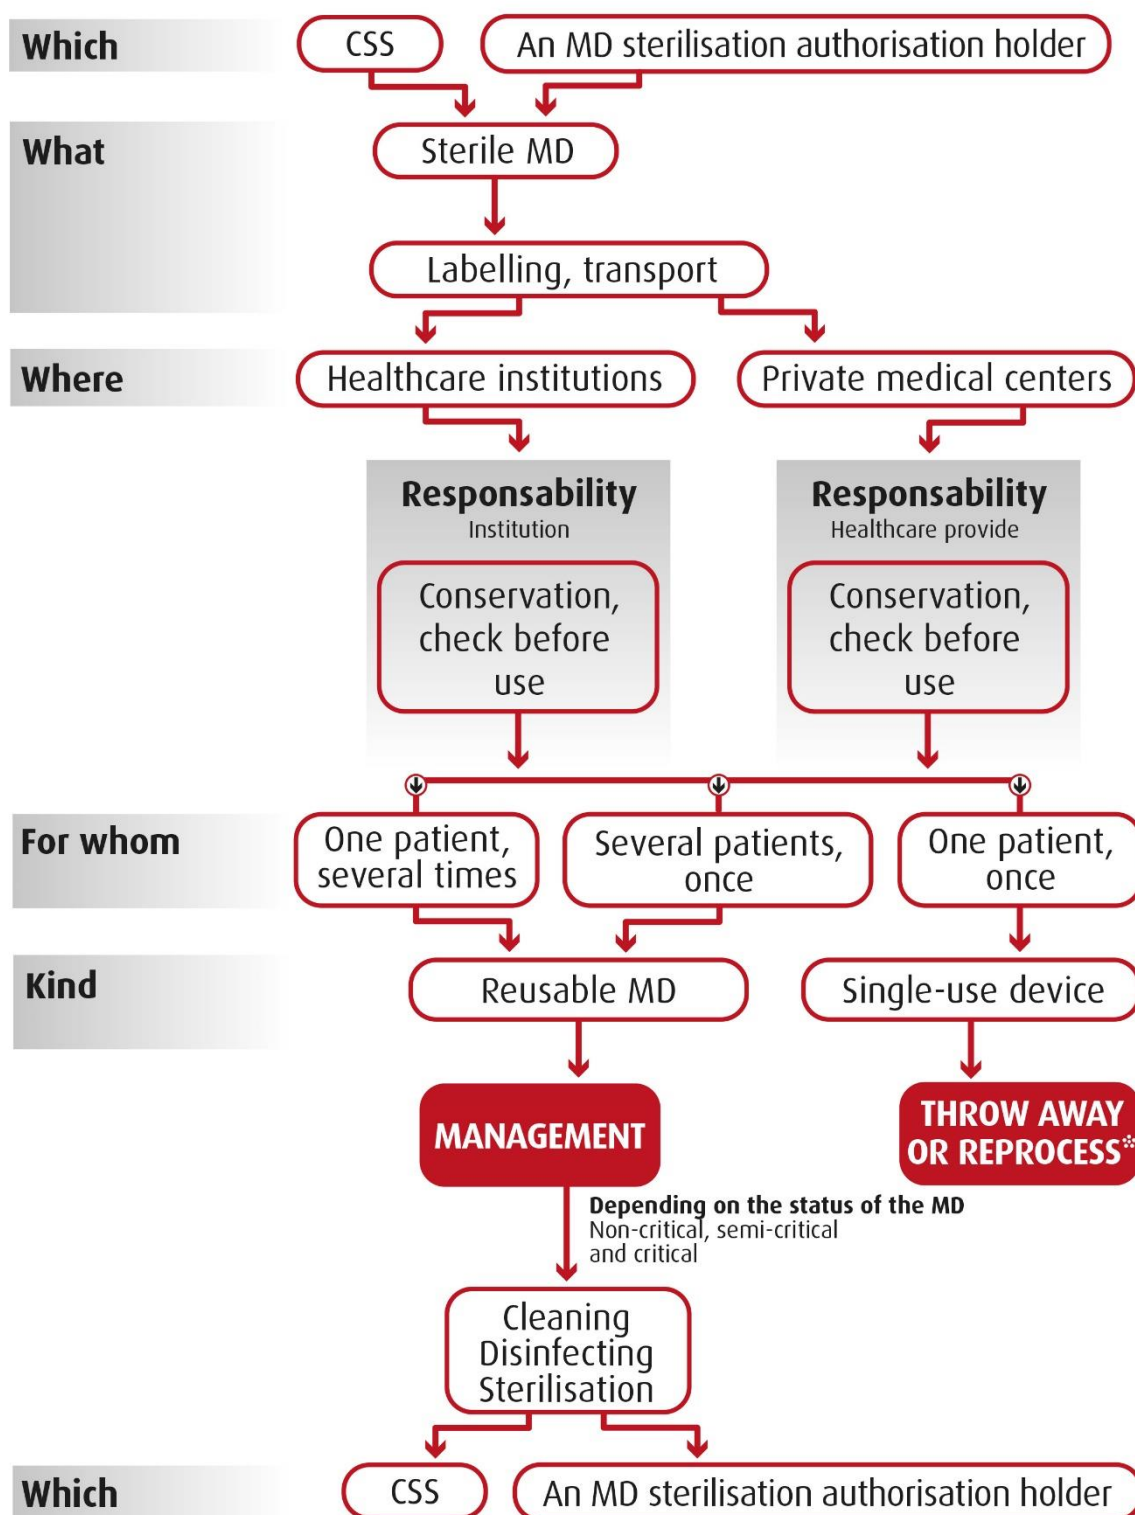 Which
CSS
An MD sterilisation authorisation holder
What
Sterile MD
Labelling, transport
Where
Healthcare institutions
Private medical centers
Responsability
Institution
Conservation,
check before
use
Responsability
Healthcare provide
Conservation,
check before
use
For whom
One patient,
several times
Several patients,
once
One patient,
once
Kind
Reusable MD
Single-use device
MANAGEMENT
THROW AWAY
OR REPROCESS*
Depending on the status of the MD
Non-critical, semi-critical
and critical
Cleaning
Disinfecting
Sterilisation
Which
CSS
An MD sterilisation authorisation holder